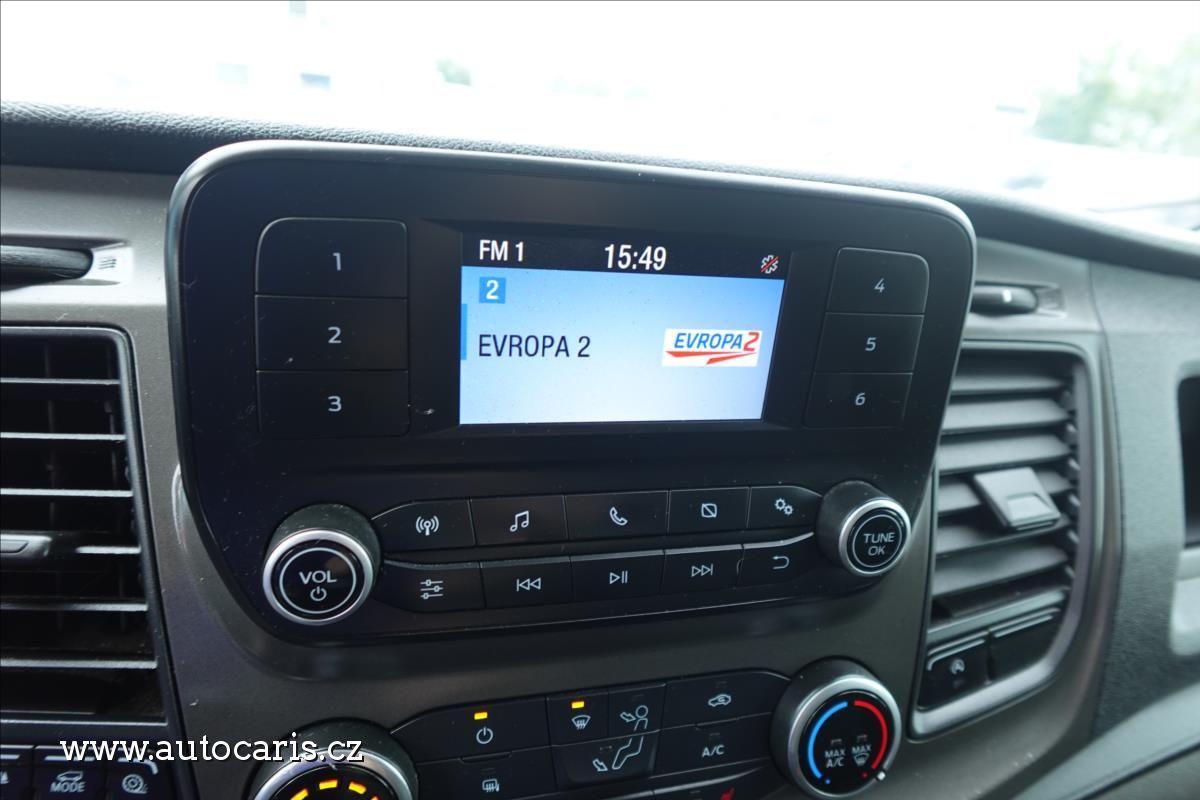 FM 1 15:49
2
EVROPA 2
EVROPA2
1
2
3
4
5
6
VOL
TUNE
OK
A/C
MAX
A/C
MAX
MODE
www.autocaris.cz